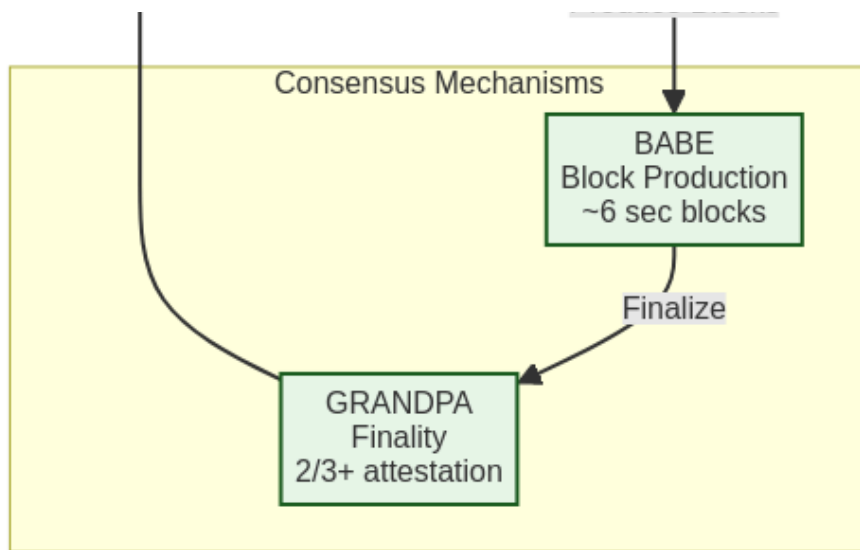 Consensus Mechanisms
BABE
Block Production
~6 sec blocks
Finalize
GRANDPA
Finality
2/3+ attestation